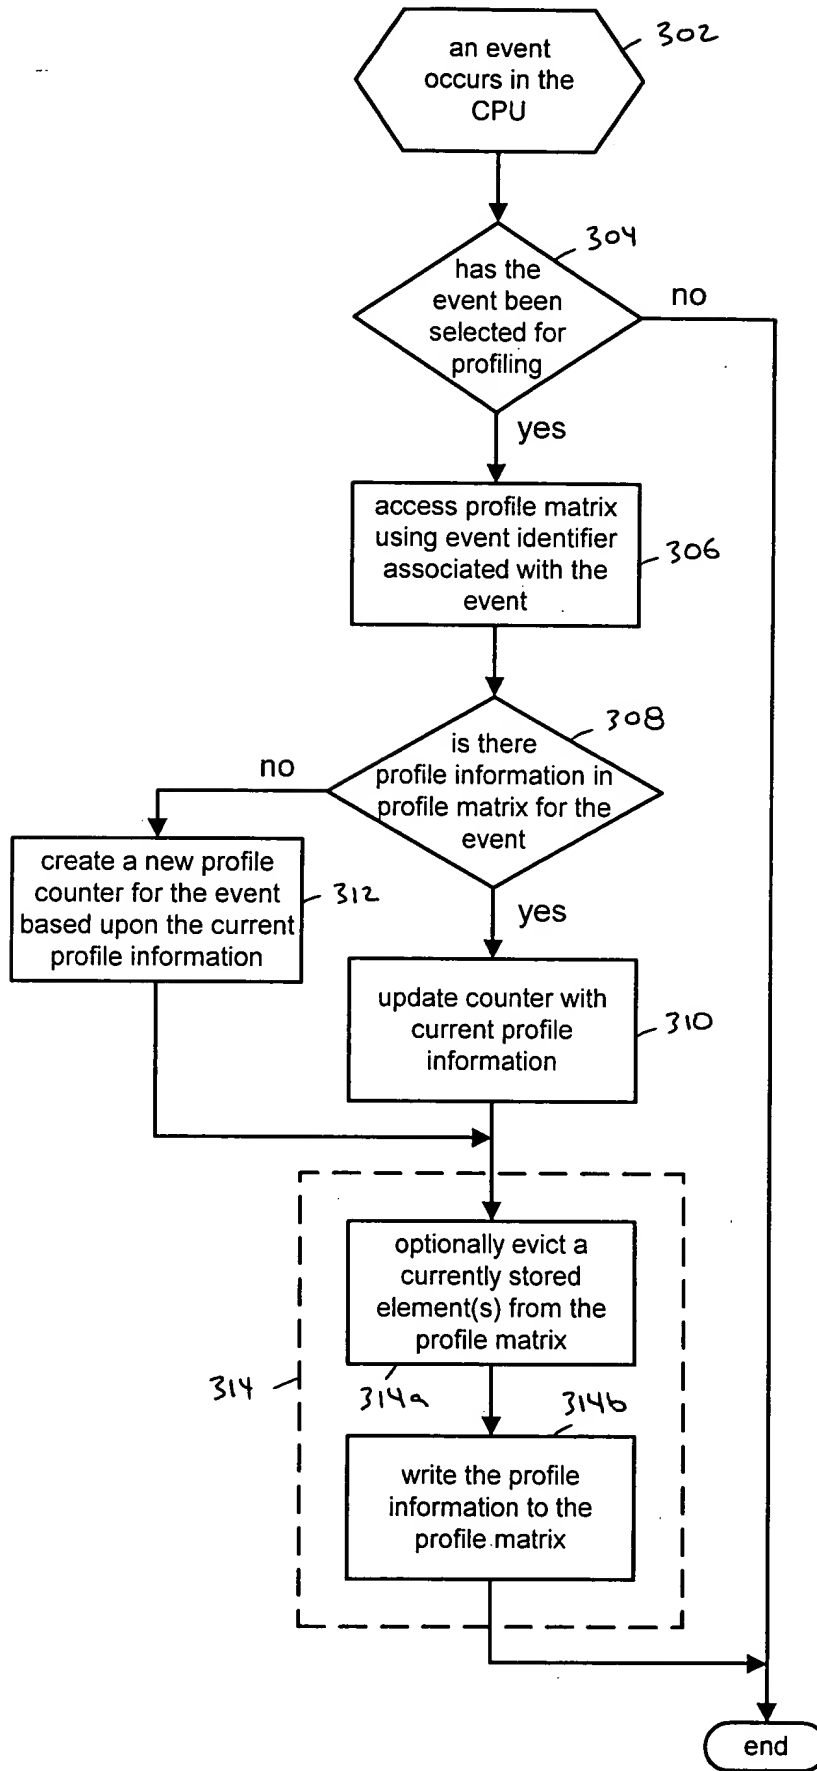 an event
occurs in the
CPU
302
304
has the
event been
selected for
profiling
no
yes
access profile matrix
using event identifier
associated with the
event
306
308
is there
profile information in
profile matrix for the
event
no
create a new profile
counter for the event
based upon the current
profile information
312
yes
update counter with
current profile
information
310
optionally evict a
currently stored
element(s) from the
profile matrix
314
314a
314b
write the profile
information to the
profile matrix
end